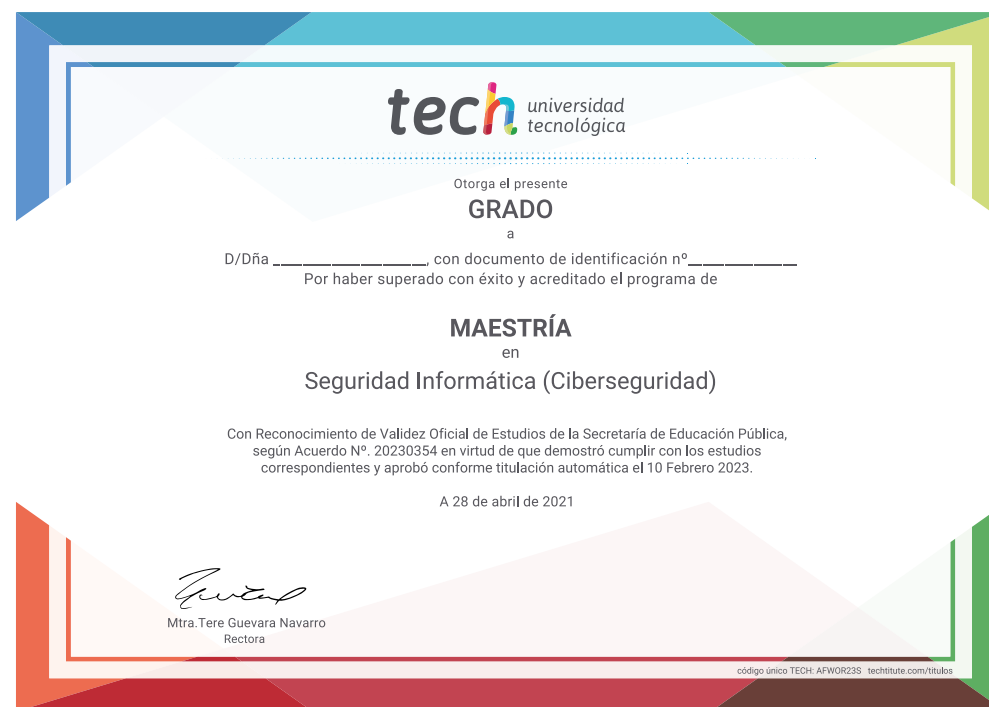 tech universidad
tecnológica
Otorga el presente
GRADO
a
D/Dña ____________________, con documento de identificación nº______________
Por haber superado con éxito y acreditado el programa de
MAESTRÍA
en
Seguridad Informática (Ciberseguridad)
Con Reconocimiento de Validez Oficial de Estudios de la Secretaría de Educación Pública,
según Acuerdo Nº. 20230354 en virtud de que demostró cumplir con los estudios
correspondientes y aprobó conforme titulación automática el 10 Febrero 2023.
A 28 de abril de 2021
Mtra.Tere Guevara Navarro
Rectora
código único TECH: AFWOR23S techtitute.com/titulos